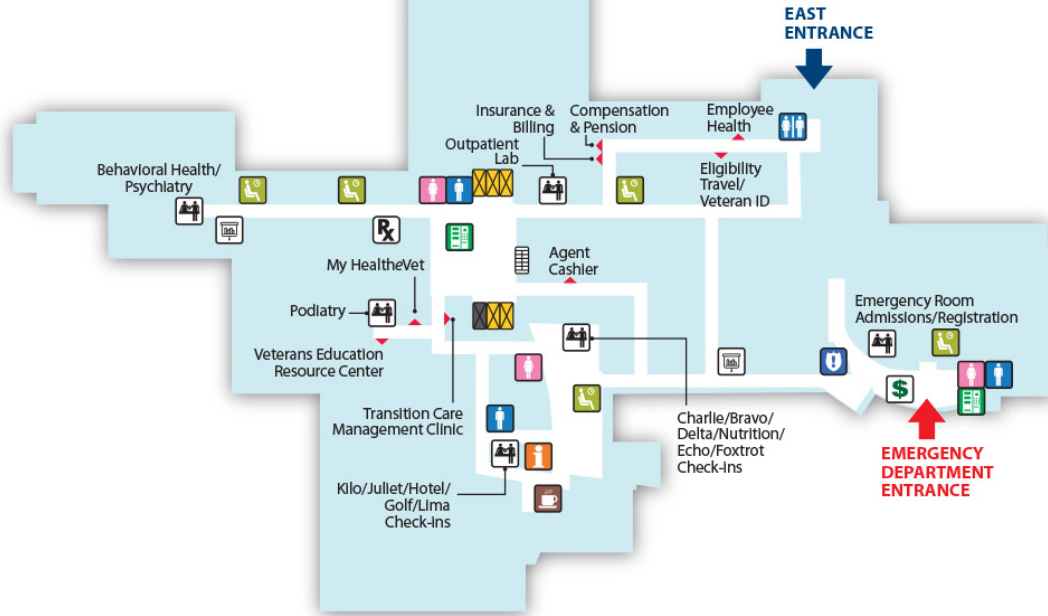 EAST
ENTRANCE
Insurance &
Billing
Compensation
& Pension
Employee
Health
Outpatient
Lab
Behavioral Health/
Psychiatry
Eligibility
Travel/
Veteran ID
Rx
My HealtheVet
Agent
Cashier
Podiatry
Emergency Room
Admissions/Registration
Veterans Education
Resource Center
$
Transition Care
Management Clinic
Charlie/Bravo/
Delta/Nutrition/
Echo/Foxtrot
Check-ins
i
EMERGENCY
DEPARTMENT
ENTRANCE
Kilo/Juliet/Hotel/
Golf/Lima
Check-ins